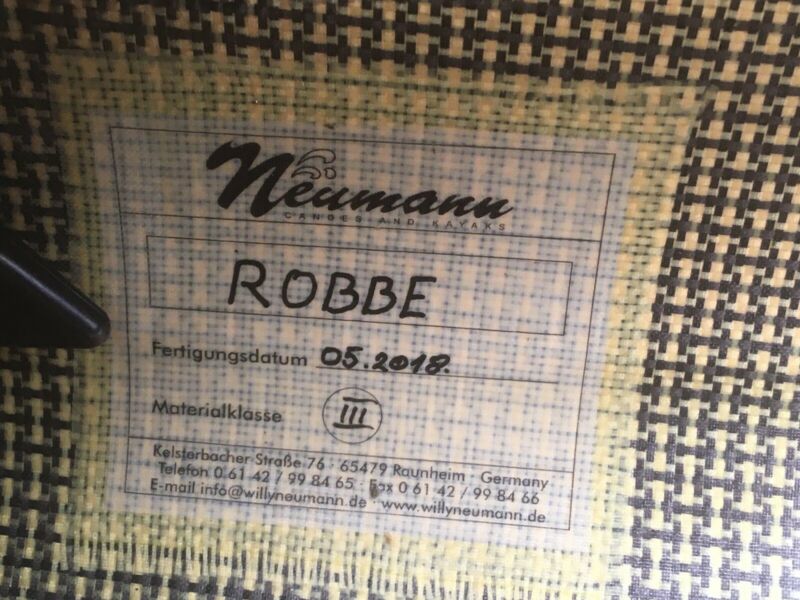 Neumann
CANOES AND KAYAKS
ROBBE
Fertigungsdatum 05.2018
Materialklasse III
Kelsterbacher Straße 76 · 65479 Raunheim · Germany
Telefon 0 61 42 / 99 84 65 · Fax 0 61 42 / 99 84 66
E-mail info@willyneumann.de · www.willyneumann.de